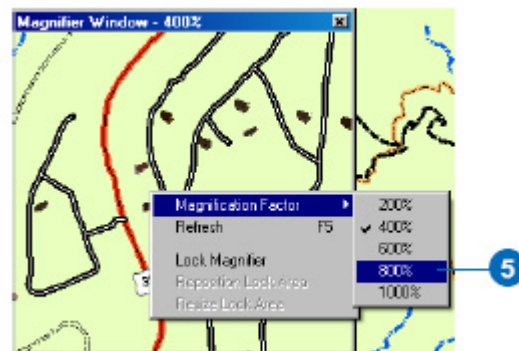 Magnifier Window - 400%
Magnification Factor
Refresh F5
Lock Magnifier
Reposition Lock Area
Resize Lock Area
200%
400%
600%
800%
1000%
5
3